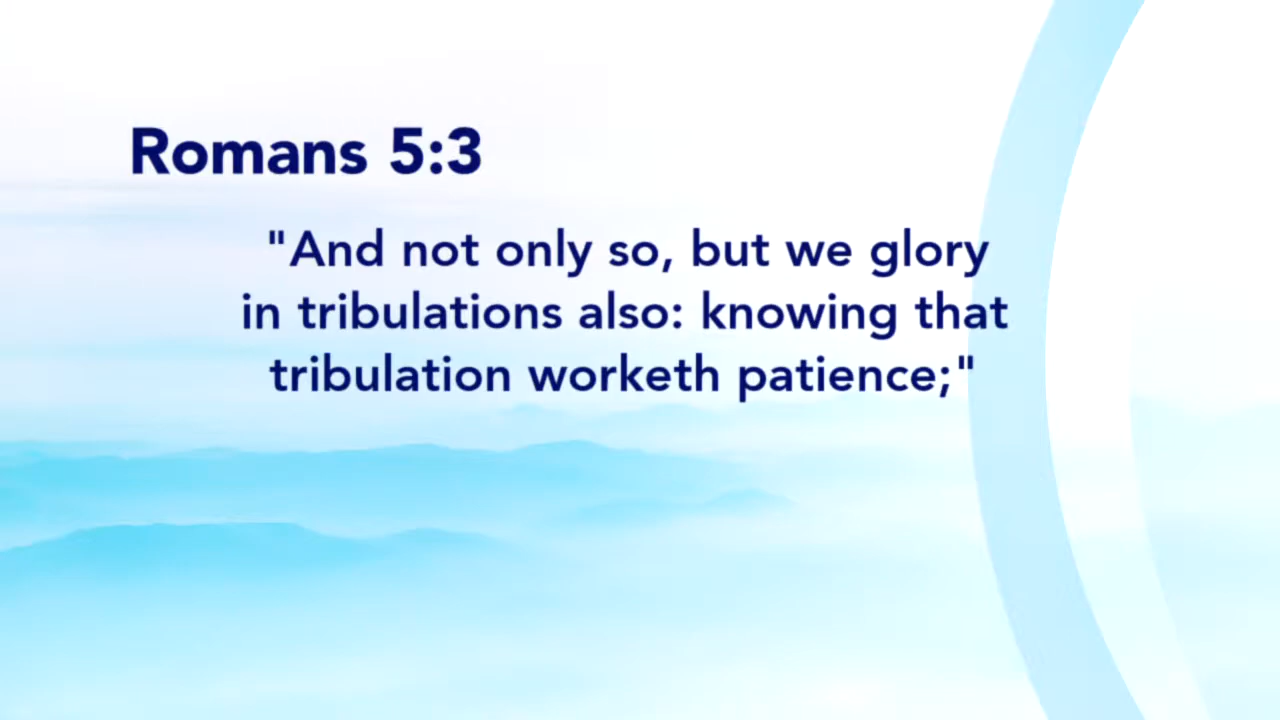 Romans 5:3
"And not only so, but we glory
in tribulations also: knowing that
tribulation worketh patience;"